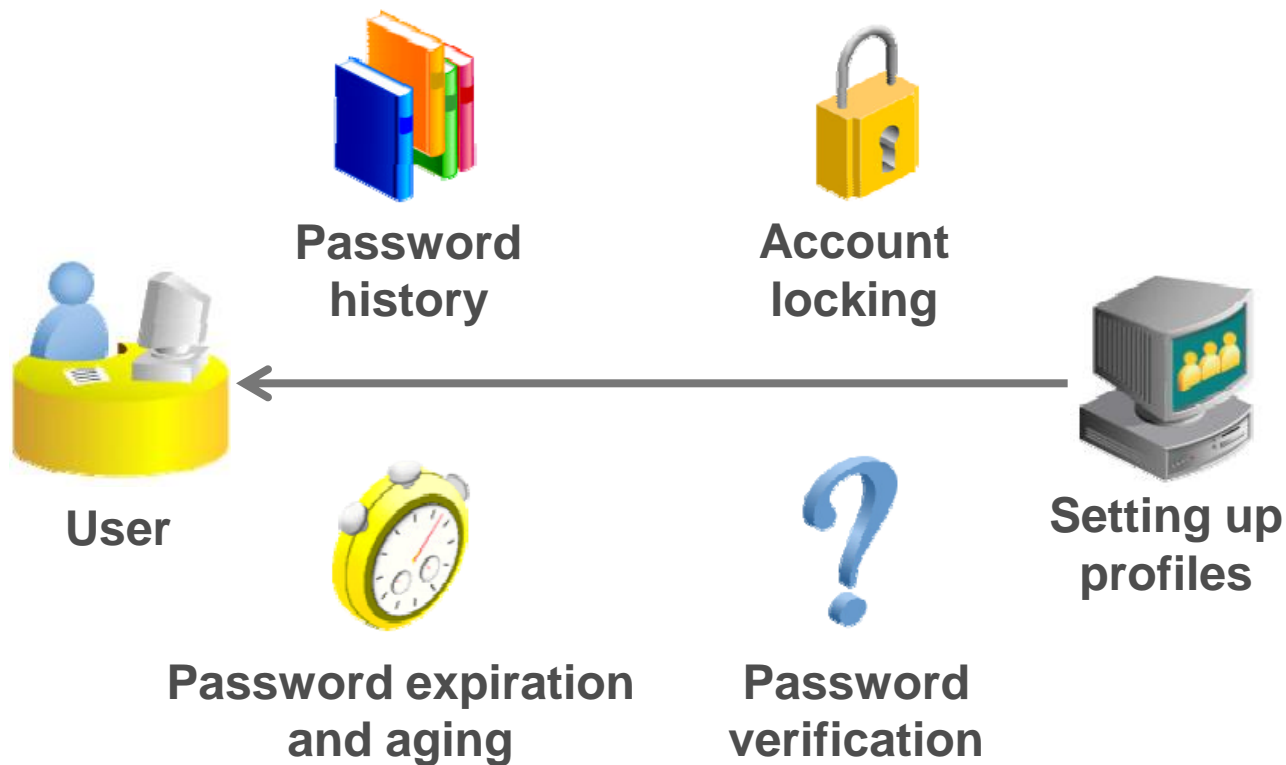 Password
history
Account
locking
User
Setting up
profiles
Password expiration
and aging
Password
verification